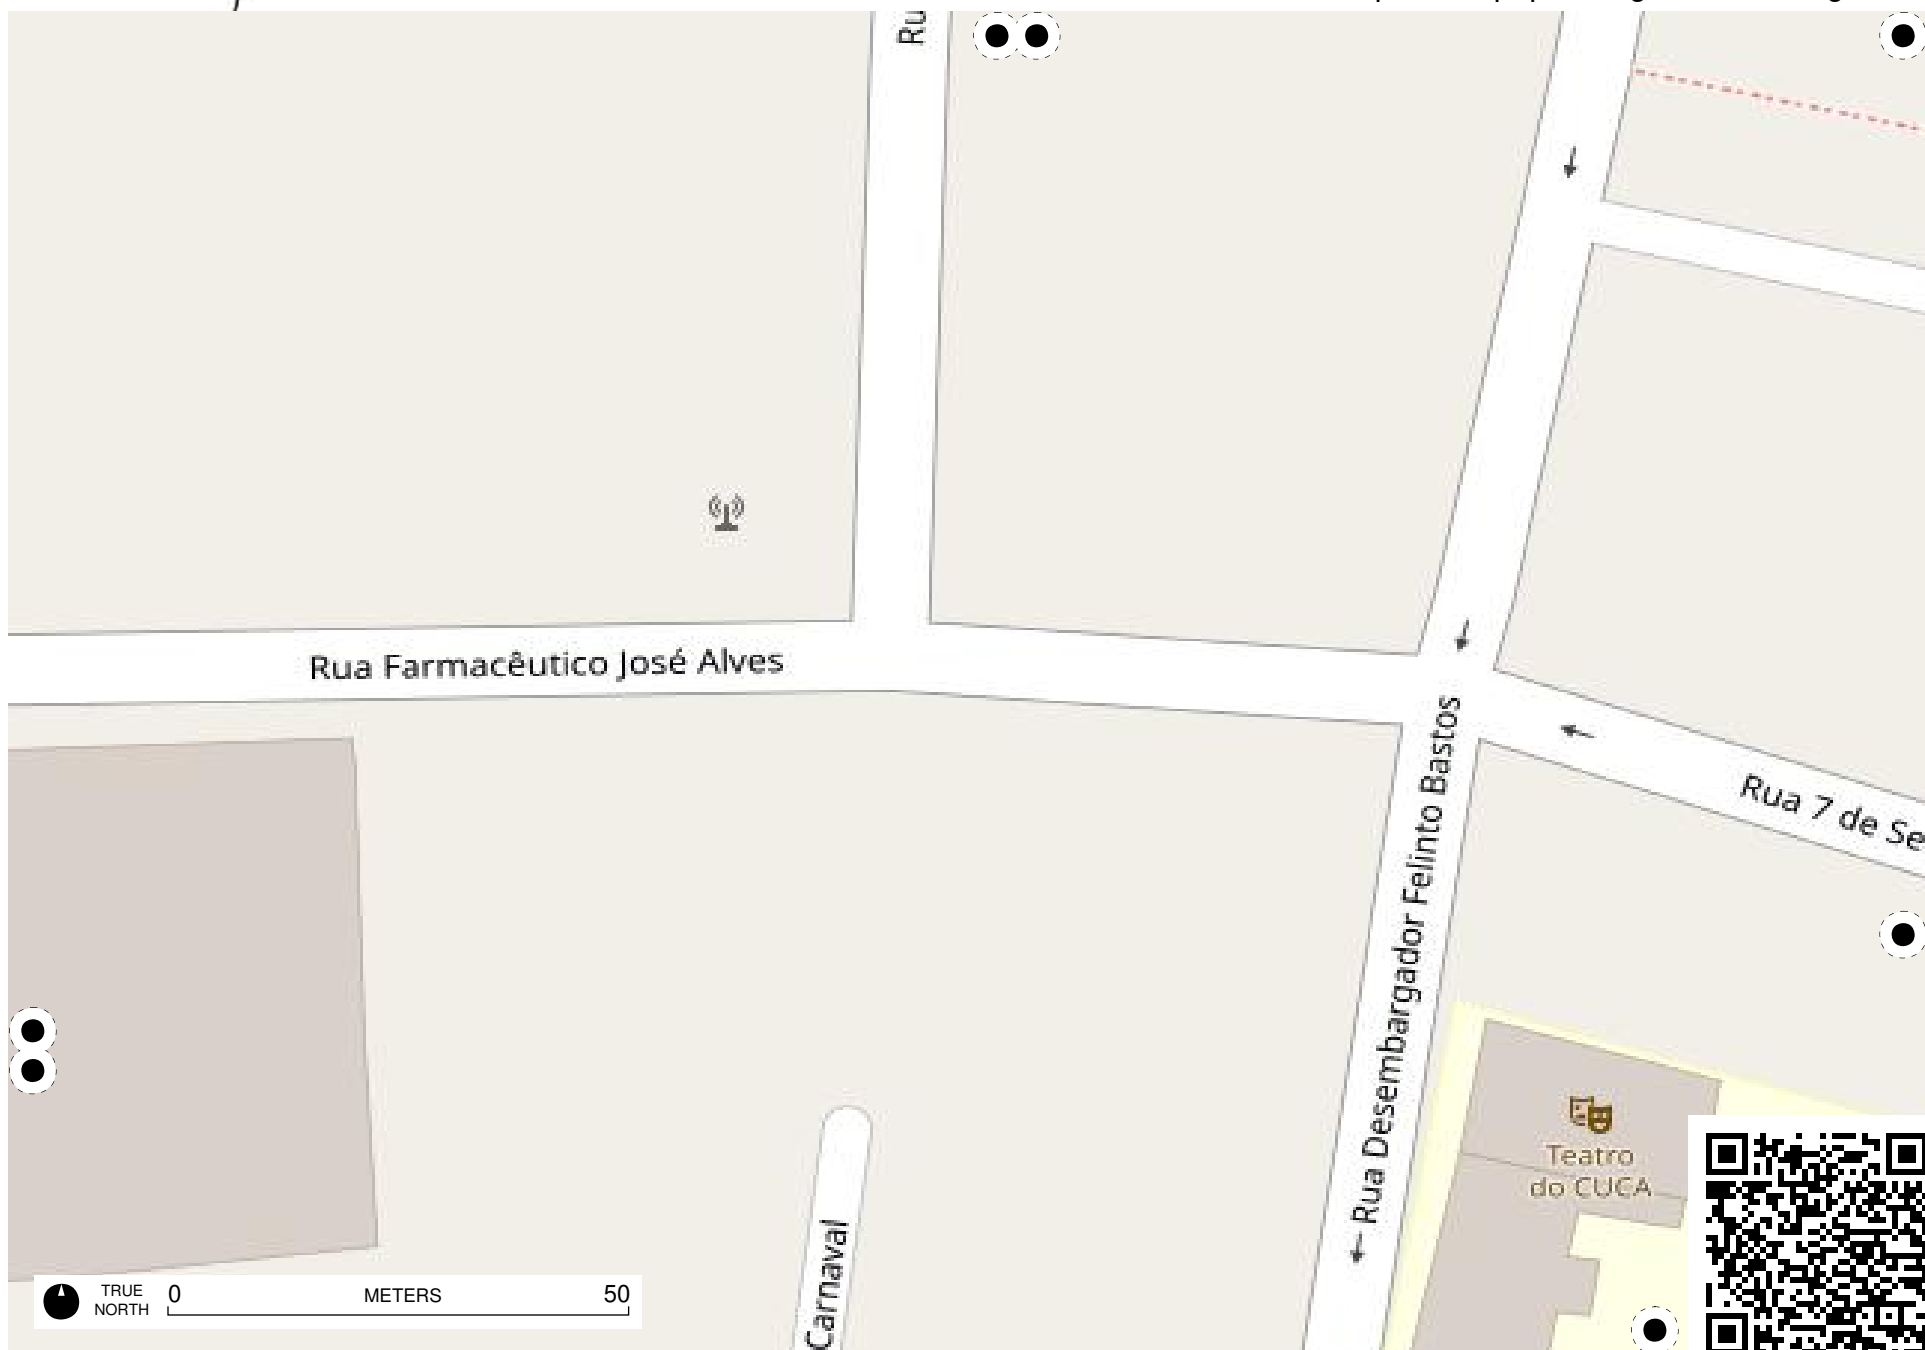 Ru
Rua Farmacêutico José Alves
Rua Desembargador Felinto Bastos
Rua 7 de Se
Teatro
do CUCA
Carnaval
TRUE
NORTH
0 METERS 50